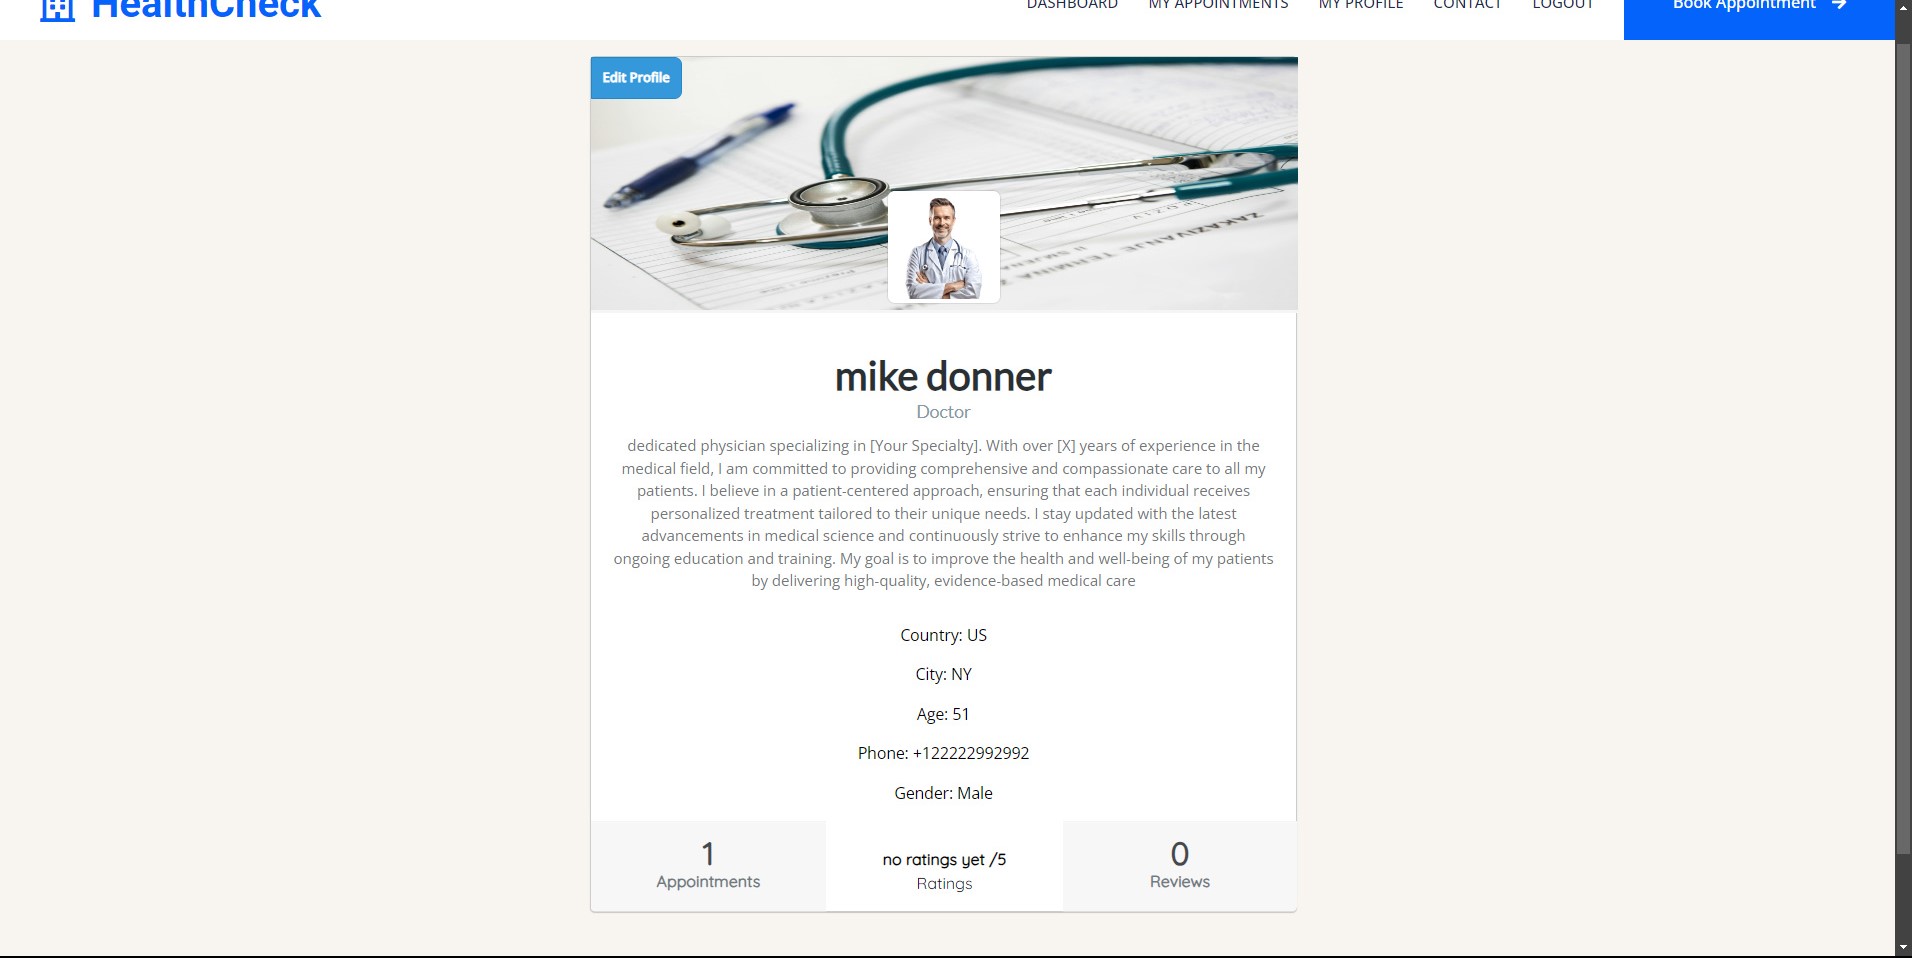 HealthCheck
DASHBOARD MY APPOINTMENTS MY PROFILE CONTACT LOGOUT Book Appointment →
Edit Profile
ZAKAZIVANJE TERMINA
mike donner
Doctor
dedicated physician specializing in [Your Specialty]. With over [X] years of experience in the
medical field, I am committed to providing comprehensive and compassionate care to all my
patients. I believe in a patient-centered approach, ensuring that each individual receives
personalized treatment tailored to their unique needs. I stay updated with the latest
advancements in medical science and continuously strive to enhance my skills through
ongoing education and training. My goal is to improve the health and well-being of my patients
by delivering high-quality, evidence-based medical care
Country: US
City: NY
Age: 51
Phone: +122222992992
Gender: Male
1
Appointments
no ratings yet /5
Ratings
0
Reviews